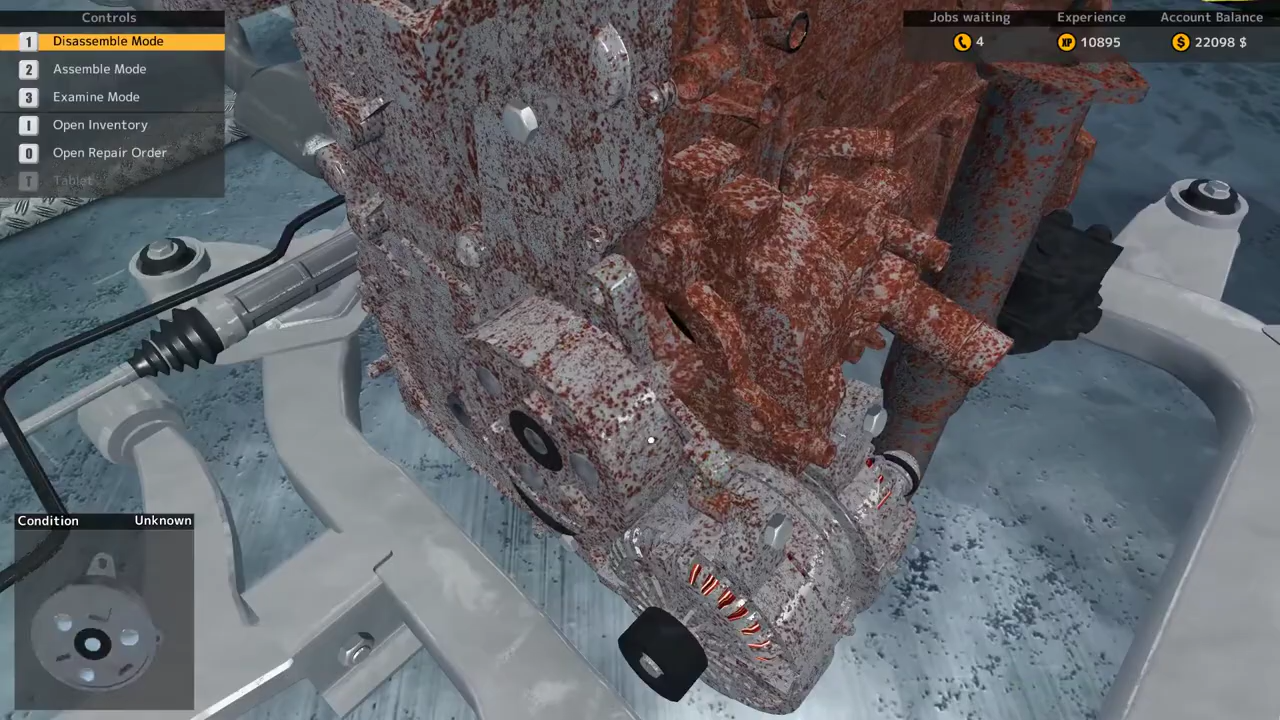 Controls
1 Disassemble Mode
2 Assemble Mode
3 Examine Mode
I Open Inventory
O Open Repair Order
T Tablet
Jobs waiting Experience Account Balance
4 XP 10895 $ 22098 $
Condition Unknown